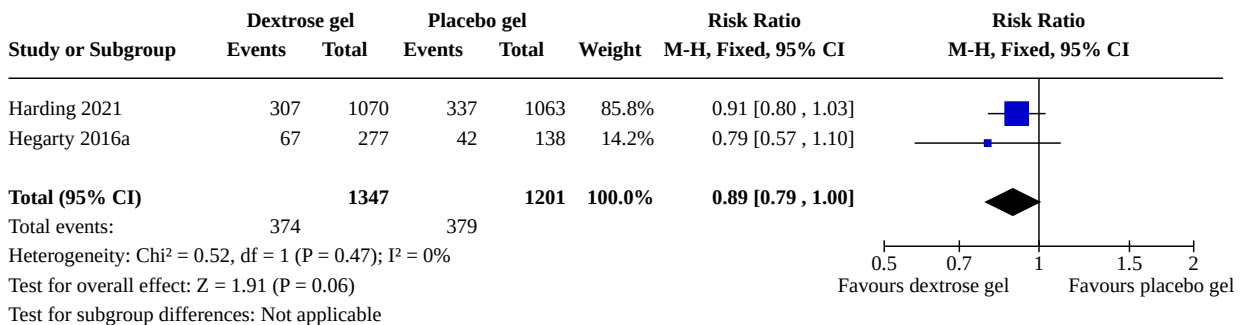 Dextrose gel Placebo gel Risk Ratio Risk Ratio
Study or Subgroup Events Total Events Total Weight M-H, Fixed, 95% CI M-H, Fixed, 95% CI
Harding 2021 307 1070 337 1063 85.8% 0.91 [0.80 , 1.03]
Hegarty 2016a 67 277 42 138 14.2% 0.79 [0.57 , 1.10]
Total (95% CI) 1347 1201 100.0% 0.89 [0.79 , 1.00]
Total events: 374 379
Heterogeneity: Chi² = 0.52, df = 1 (P = 0.47); I² = 0%
0.5 0.7 1 1.5 2
Test for overall effect: Z = 1.91 (P = 0.06) Favours dextrose gel Favours placebo gel
Test for subgroup differences: Not applicable